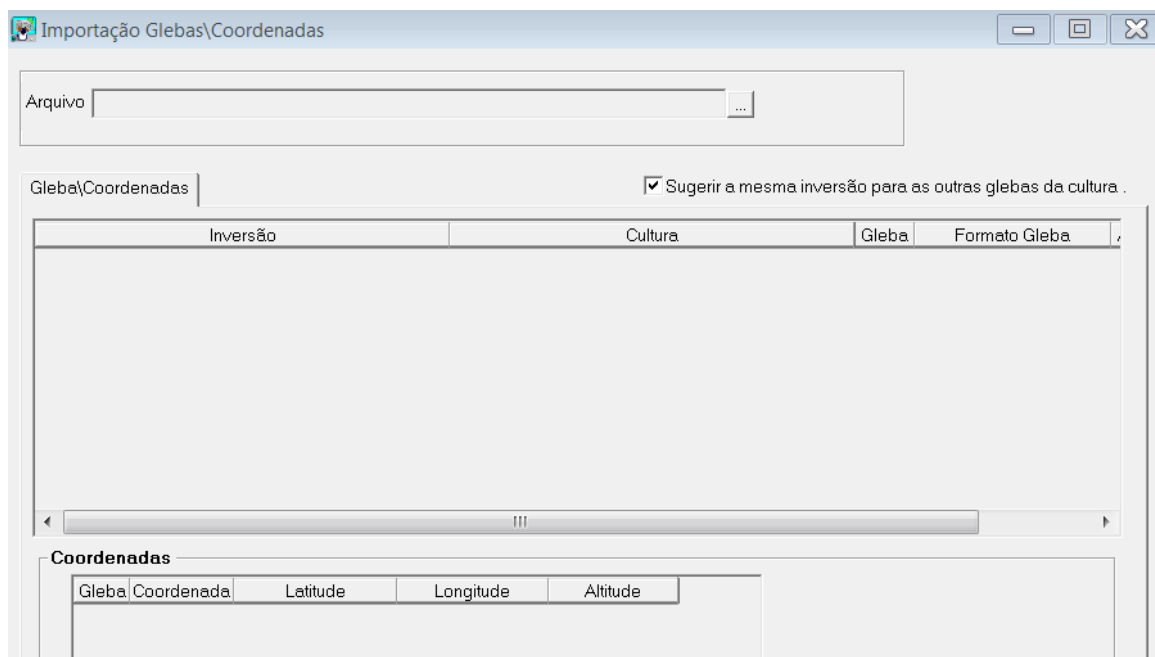 Importação Glebas\Coordenadas
Arquivo
...
Gleba\Coordenadas
Sugerir a mesma inversão para as outras glebas da cultura .
Inversão Cultura Gleba Formato Gleba
Coordenadas
Gleba Coordenada Latitude Longitude Altitude